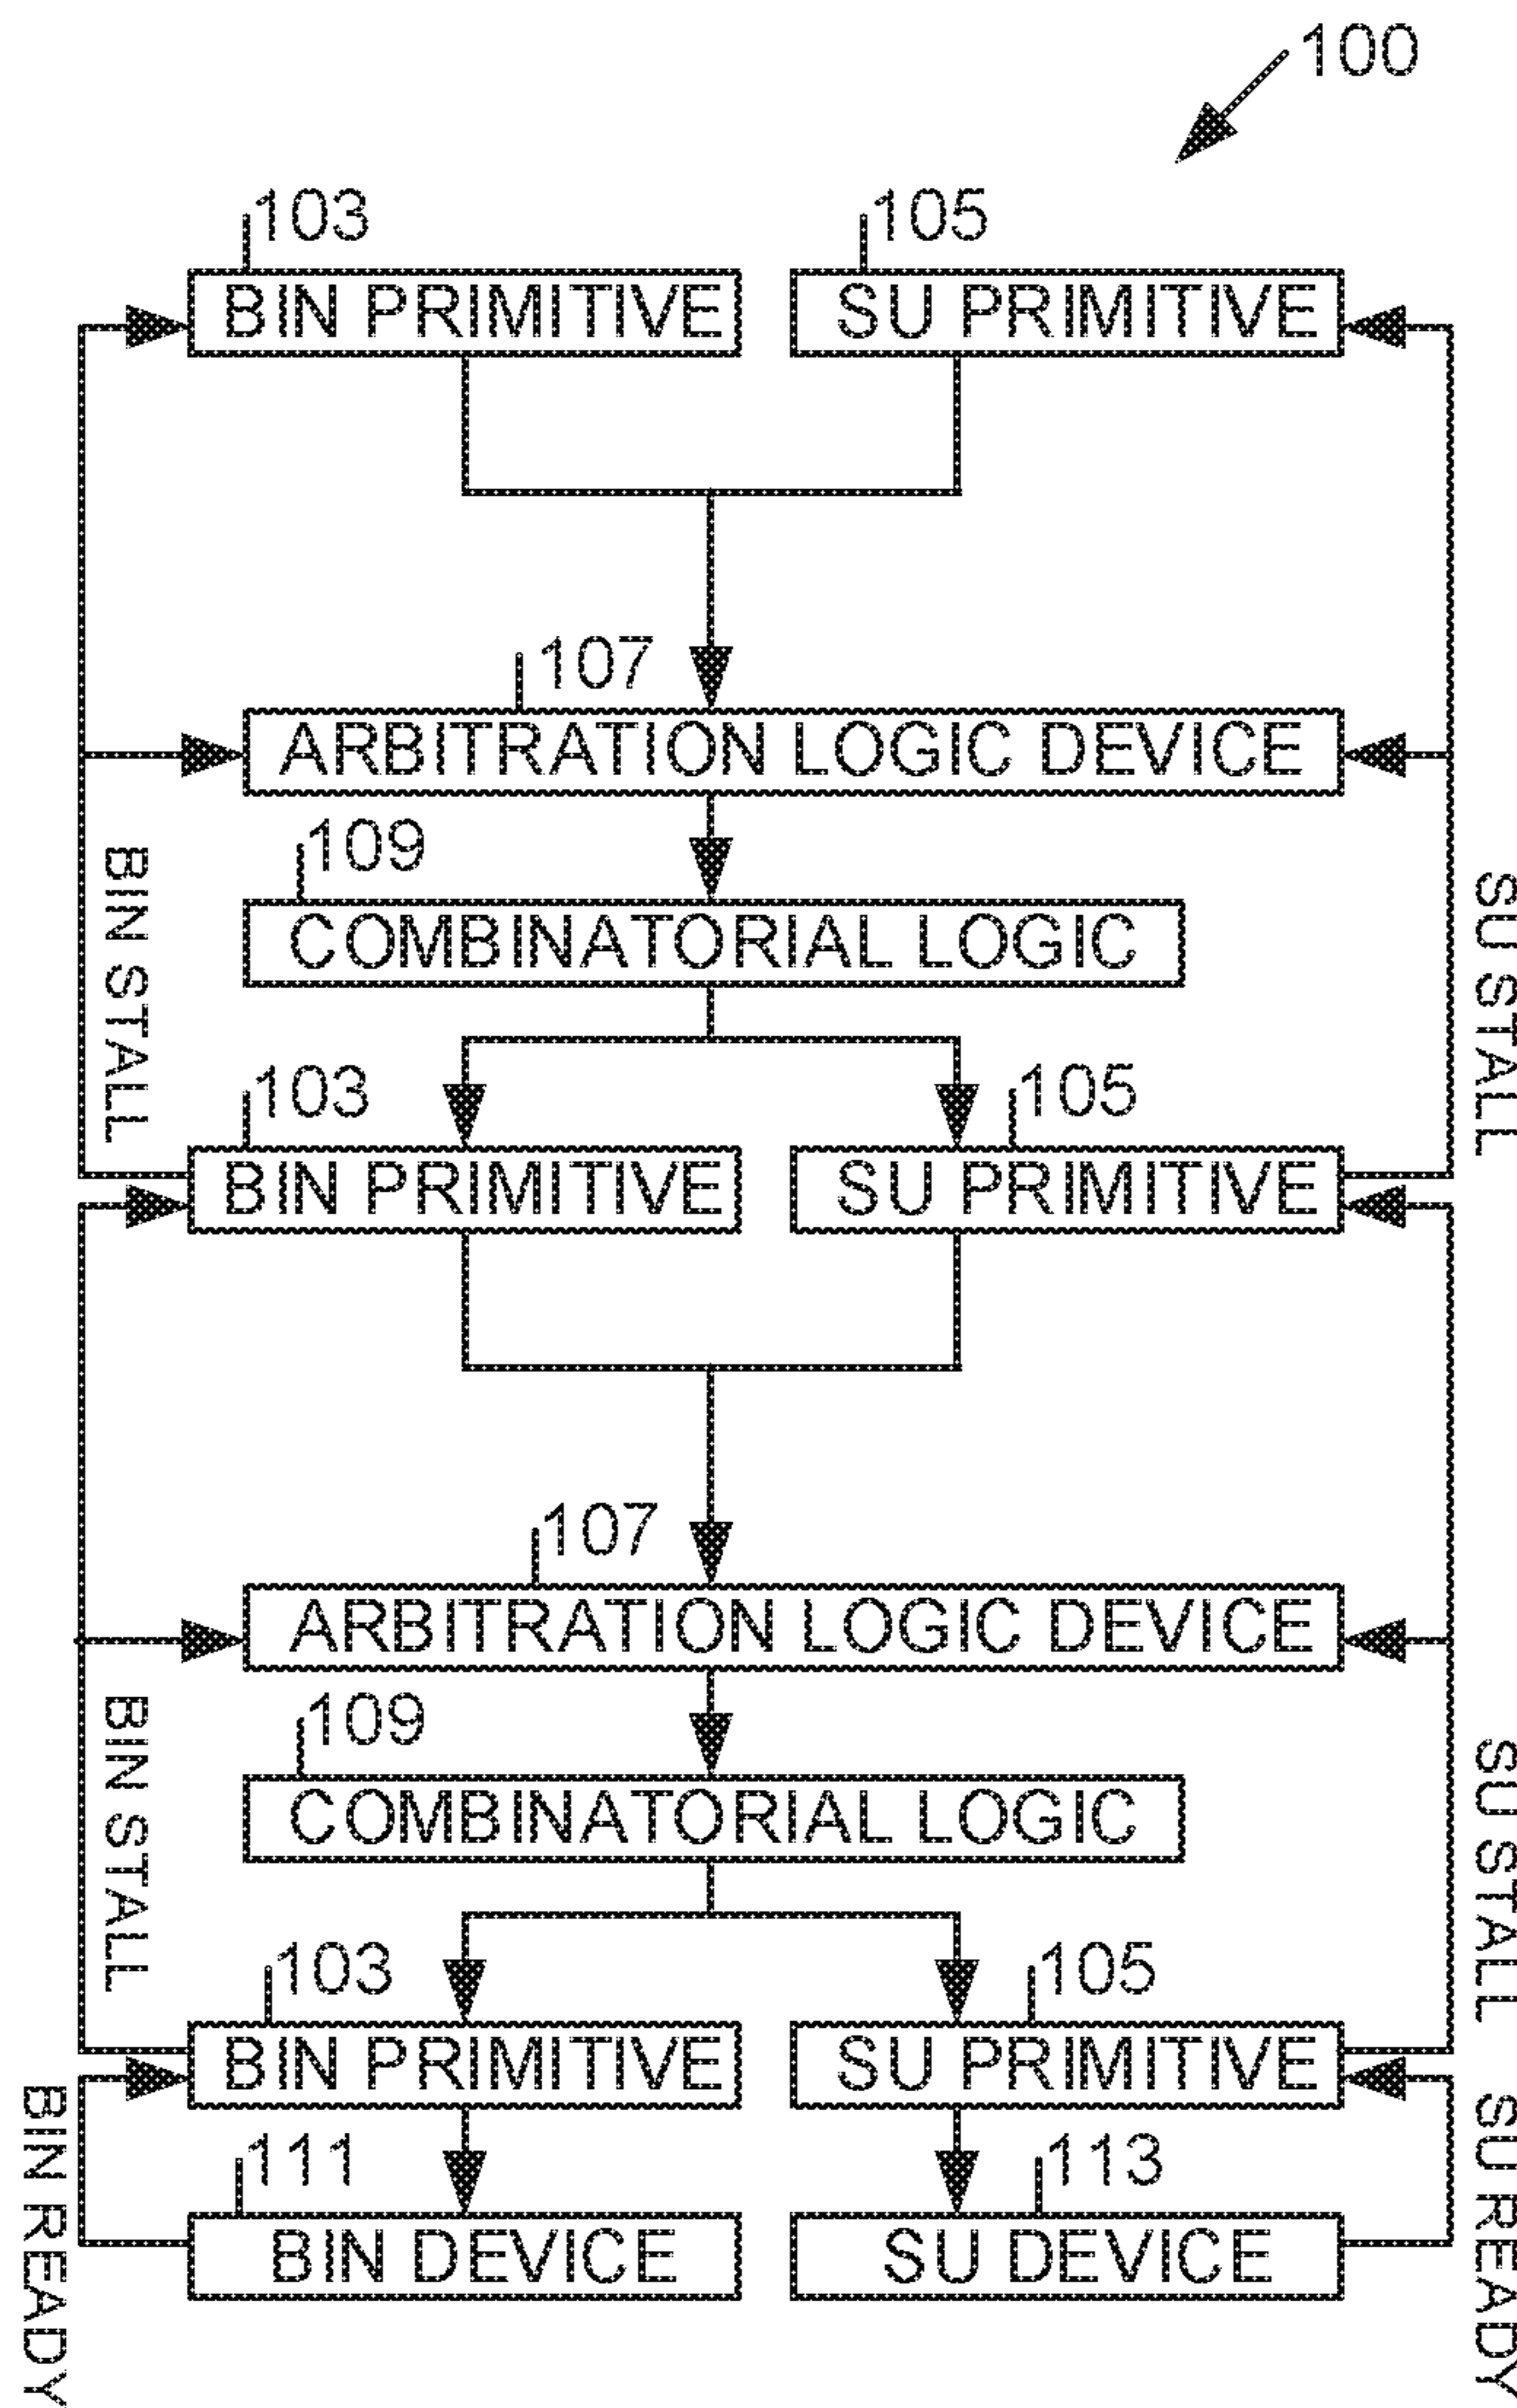 100
103
105
BIN PRIMITIVE
SU PRIMITIVE
107
ARBITRATION LOGIC DEVICE
109
COMBINATORIAL LOGIC
BIN STALL
SU STALL
103
105
BIN PRIMITIVE
SU PRIMITIVE
107
ARBITRATION LOGIC DEVICE
109
COMBINATORIAL LOGIC
BIN STALL
SU STALL
103
105
BIN PRIMITIVE
SU PRIMITIVE
BIN READY
SU READY
111
113
BIN DEVICE
SU DEVICE